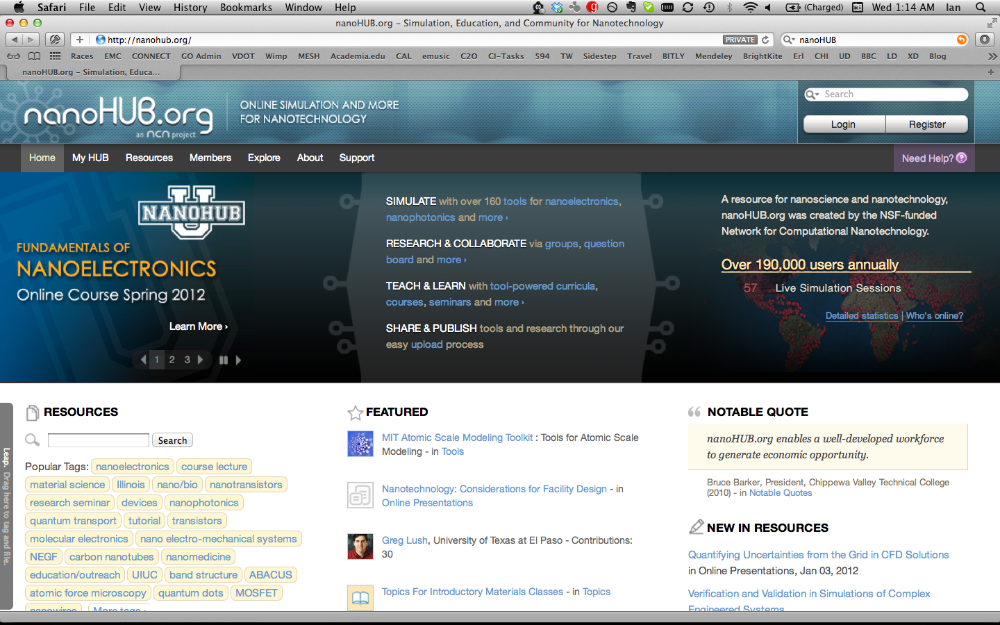 Safari File Edit View History Bookmarks Window Help (Charged) Wed 1:14 AM Ian
nanoHUB.org – Simulation, Education, and Community for Nanotechnology
http://nanohub.org/ PRIVATE nanoHUB
Races EMC CONNECT GO Admin VDOT Wimp MESH Academia.edu CAL emusic C2O CI-Tasks 594 TW Sidestep Travel BITLY Mendeley BrightKite Erl CHI UD BBC LD XD Blog
nanoHUB.org – Simulation, Educa...
nanoHUB.org
an ncn project
ONLINE SIMULATION AND MORE
FOR NANOTECHNOLOGY
Search
Login Register
Home My HUB Resources Members Explore About Support Need Help? ?
U
NANOHUB
FUNDAMENTALS OF
NANOELECTRONICS
Online Course Spring 2012
Learn More ›
1 2 3
SIMULATE with over 160 tools for nanoelectronics,
nanophotonics and more ›
RESEARCH & COLLABORATE via groups, question
board and more ›
TEACH & LEARN with tool-powered curricula,
courses, seminars and more ›
SHARE & PUBLISH tools and research through our
easy upload process
A resource for nanoscience and nanotechnology,
nanoHUB.org was created by the NSF-funded
Network for Computational Nanotechnology.
Over 190,000 users annually
57 Live Simulation Sessions
Detailed statistics | Who's online?
Leap. Drag here to tag and file.
RESOURCES
Search
Popular Tags: nanoelectronics course lecture
material science Illinois nano/bio nanotransistors
research seminar devices nanophotonics
quantum transport tutorial transistors
molecular electronics nano electro-mechanical systems
NEGF carbon nanotubes nanomedicine
education/outreach UIUC band structure ABACUS
atomic force microscopy quantum dots MOSFET
nanowires More tags ›
FEATURED
MIT Atomic Scale Modeling Toolkit : Tools for Atomic Scale
Modeling - in Tools
Nanotechnology: Considerations for Facility Design - in
Online Presentations
Greg Lush, University of Texas at El Paso - Contributions:
30
Topics For Introductory Materials Classes - in Topics
NOTABLE QUOTE
nanoHUB.org enables a well-developed workforce
to generate economic opportunity.
Bruce Barker, President, Chippewa Valley Technical College
(2010) - in Notable Quotes
NEW IN RESOURCES
Quantifying Uncertainties from the Grid in CFD Solutions
in Online Presentations, Jan 03, 2012
Verification and Validation in Simulations of Complex
Engineered Systems